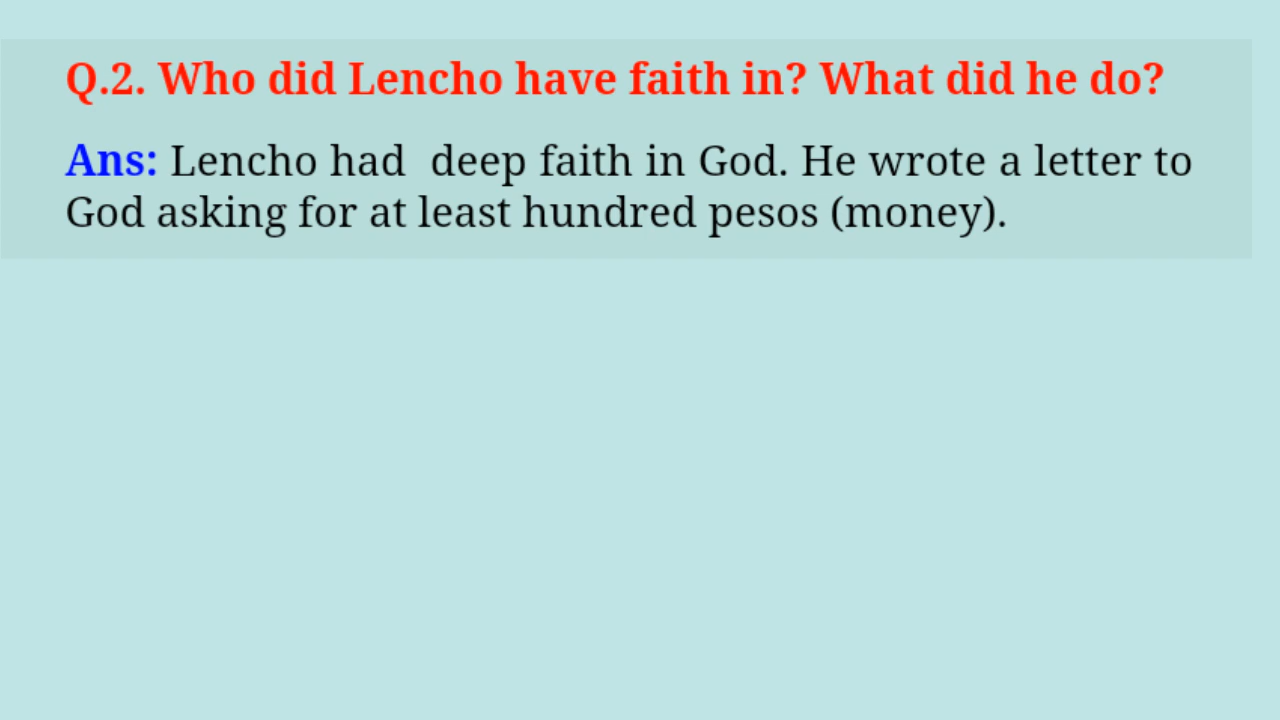 Q.2. Who did Lencho have faith in? What did he do?
Ans: Lencho had  deep faith in God. He wrote a letter to
God asking for at least hundred pesos (money).